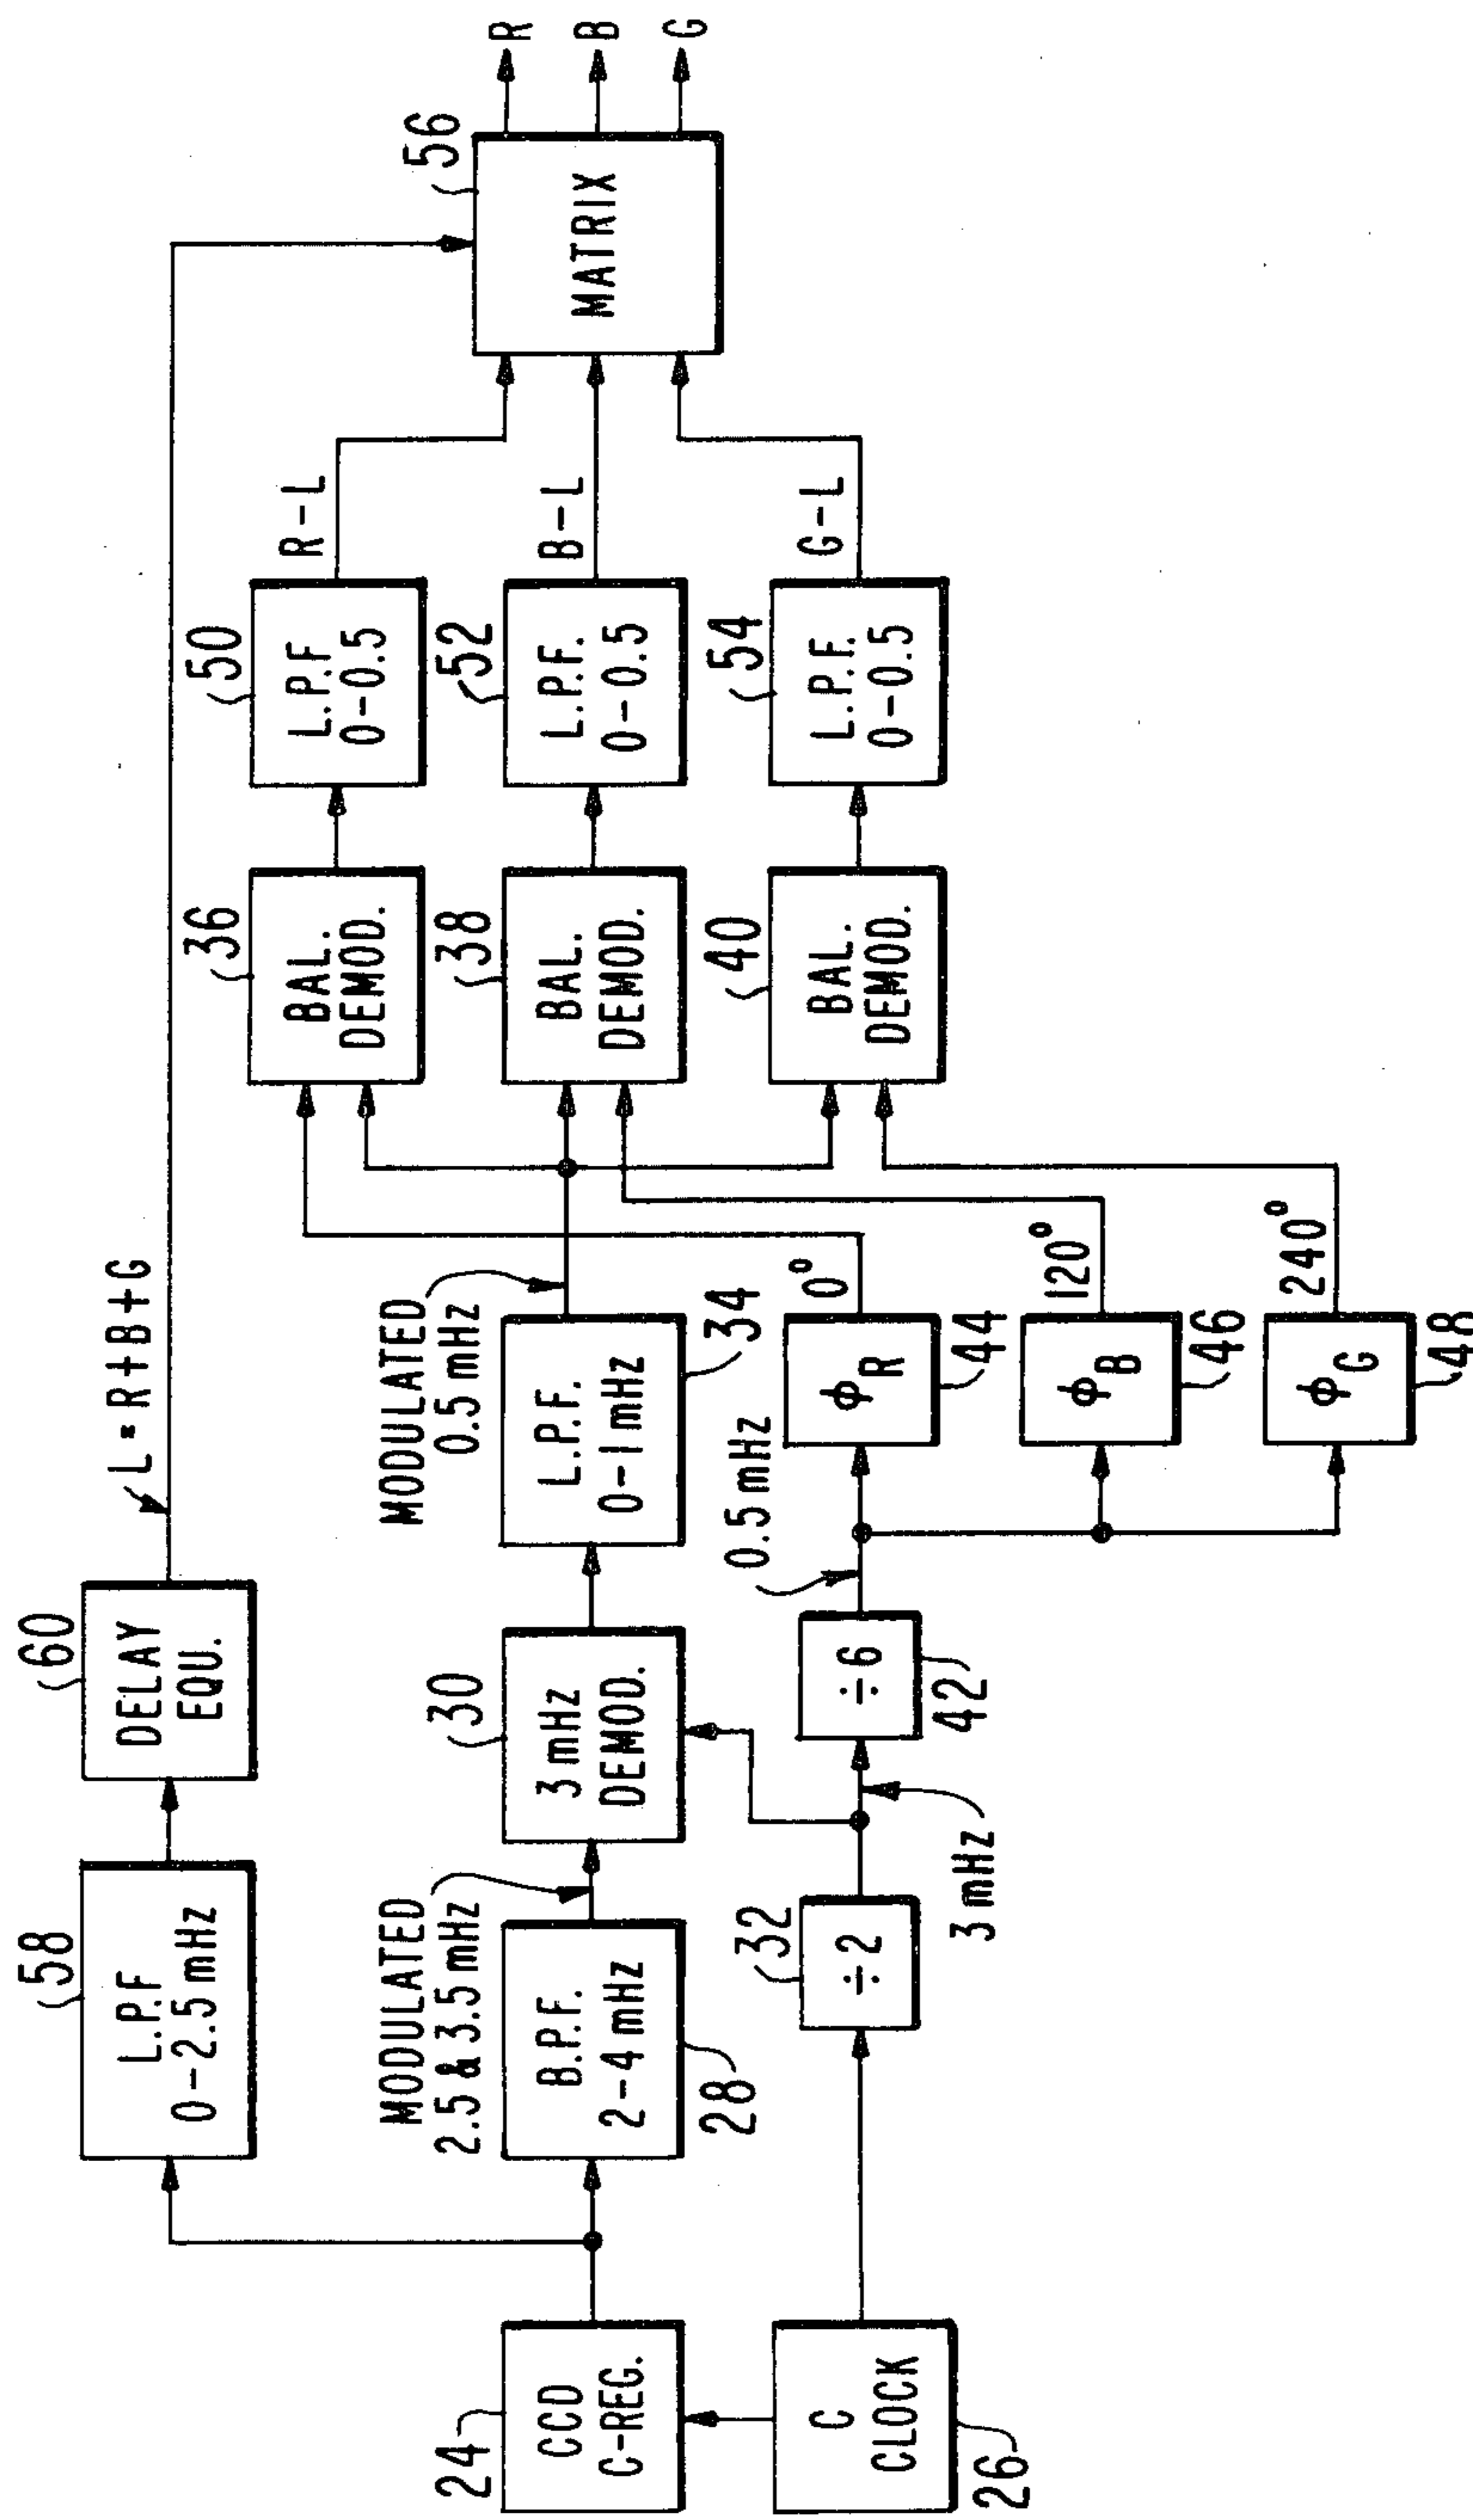 58
L.P.F
0-2.5 mHz
60
DELAY
EQU.
L=R+B+G
24
CCD
C-REG.
MODULATED
2.5 & 3.5 mHz
B.P.F.
2-4 mHz
28
30
3 mHz
DEMOD.
MODULATED
0.5 mHz
L.P.F.
0-1 mHz
34
C
CLOCK
26
32
÷2
3 mHz
÷6
42
0.5 mHz
ΦR
44
0°
ΦB
46
120°
ΦG
48
240°
36
BAL.
DEMOD.
50
L.P.F
0-0.5
R-L
38
BAL.
DEMOD.
52
L.P.F.
0-0.5
B-L
40
BAL.
DEMOD.
54
L.P.F.
0-0.5
G-L
56
MATRIX
R
B
G